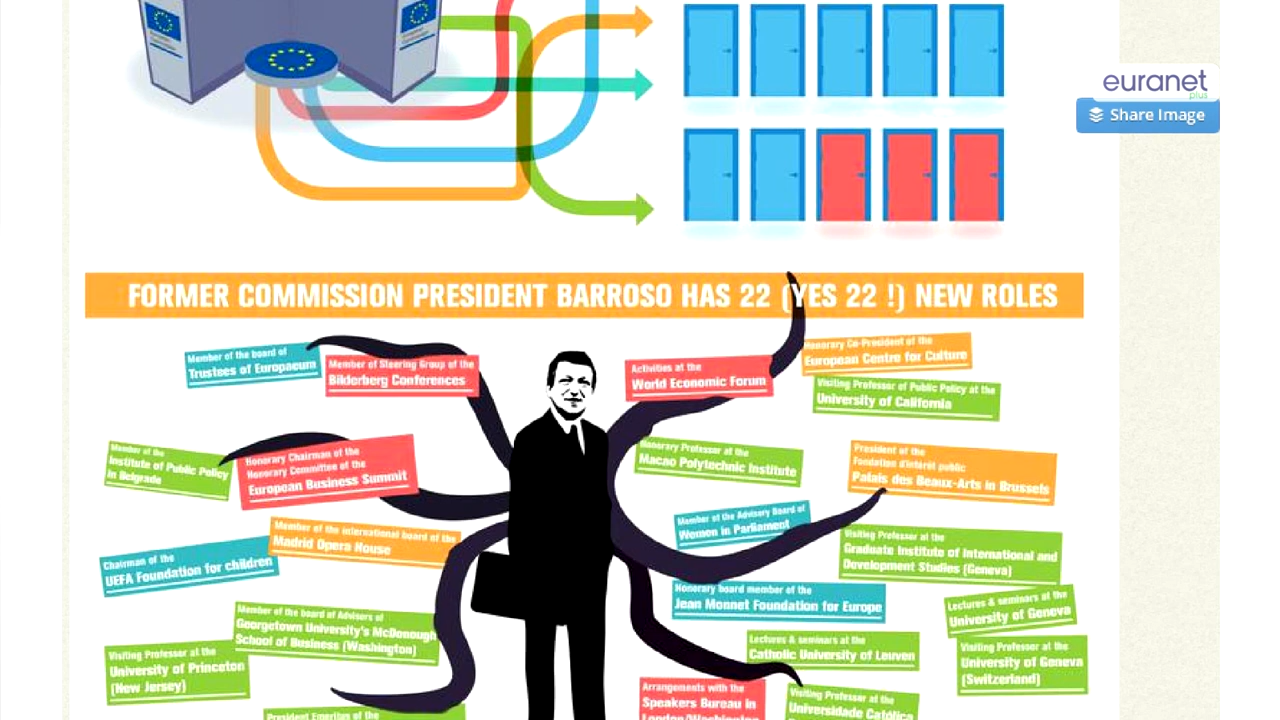 euranet
plus
Share Image
FORMER COMMISSION PRESIDENT BARROSO HAS 22 (YES 22 !) NEW ROLES
Member of the board of
Trustees of Europaeum
Member of Steering Group of the
Bilderberg Conferences
Activities at the
World Economic Forum
Honorary Co-President of the
European Centre for Culture
Visiting Professor of Public Policy at the
University of California
Member of the
Institute of Public Policy
in Belgrade
Honorary Chairman of the
Honorary Committee of the
European Business Summit
Honorary Professor at the
Macao Polytechnic Institute
President of the
Fondation d'intérêt public
Palais des Beaux-Arts in Brussels
Member of the international board of the
Madrid Opera House
Member of the Advisory Board of
Women in Parliament
Visiting Professor at the
Graduate Institute of International and
Development Studies (Geneva)
Chairman of the
UEFA Foundation for children
Honorary board member of the
Jean Monnet Foundation for Europe
Lectures & seminars at the
University of Geneva
Member of the board of Advisors of
Georgetown University's McDonough
School of Business (Washington)
Lectures & seminars at the
Catholic University of Leuven
Visiting Professor at the
University of Geneva
(Switzerland)
Visiting Professor at the
University of Princeton
(New Jersey)
Arrangements with the
Speakers Bureau in
London/Washington
Visiting Professor at the
Universidade Católica
President Emeritus of the